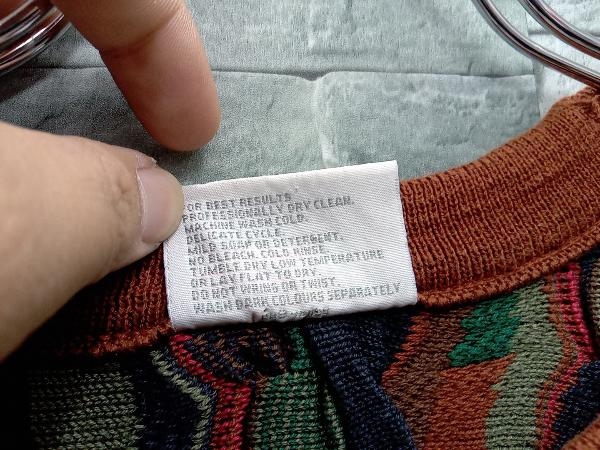 FOR BEST RESULTS
PROFESSIONALLY DRY CLEAN.
MACHINE WASH COLD.
DELICATE CYCLE.
MILD SOAP OR DETERGENT.
NO BLEACH. COLD RINSE.
TUMBLE DRY LOW TEMPERATURE
OR LAY FLAT TO DRY.
DO NOT WRING OR TWIST.
WASH DARK COLOURS SEPARATELY